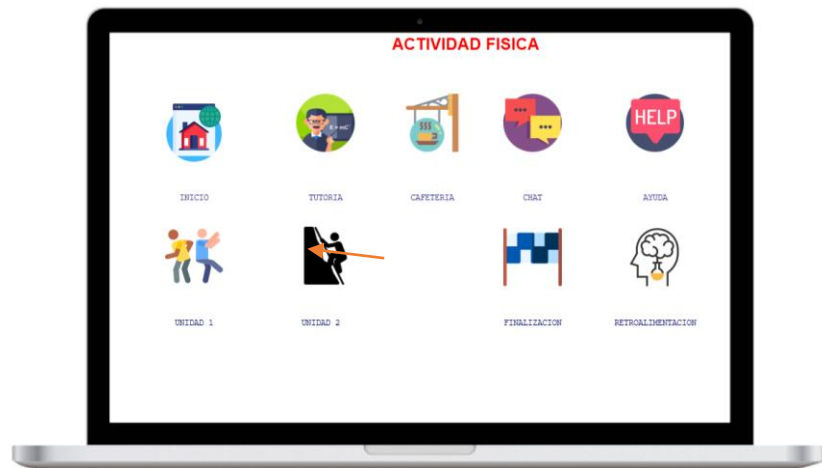 ACTIVIDAD FISICA
HELP
INICIO
TUTORIA
CAFETERIA
CHAT
AYUDA
UNIDAD 1
UNIDAD 2
FINALIZACION
RETROALIMENTACION